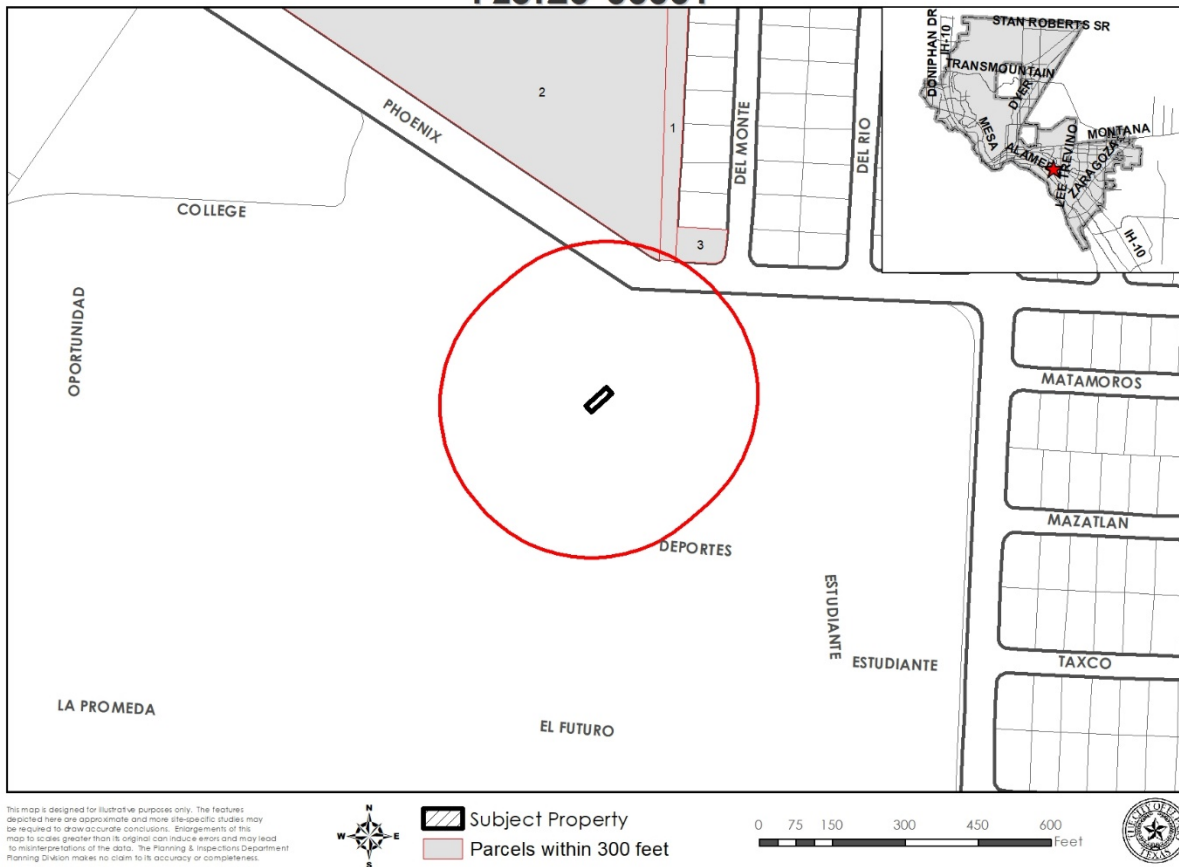 STAN ROBERTS SR
DONIPHAN DR
IH-10
TRANSMOUNTAIN
DYER
MESA
MONTANA
LEE TREVINO
ZARAGOZA
IH-10
2
1
3
PHOENIX
DEL MONTE
DEL RIO
COLLEGE
OPORTUNIDAD
MATAMOROS
MAZATLAN
DEPORTES
ESTUDIANTE
ESTUDIANTE
TAXCO
LA PROMEDA
EL FUTURO
This map is designed for illustrative purposes only. The features
depicted here are approximate and more site-specific studies may
be required to draw accurate conclusions. Enlargements of this
map to scales greater than its original can induce errors and may lead
to misinterpretations of the data. The Planning & Inspections Department
Planning Division makes no claim to its accuracy or completeness.
N
W E
S
Subject Property
Parcels within 300 feet
0 75 150 300 450 600
Feet